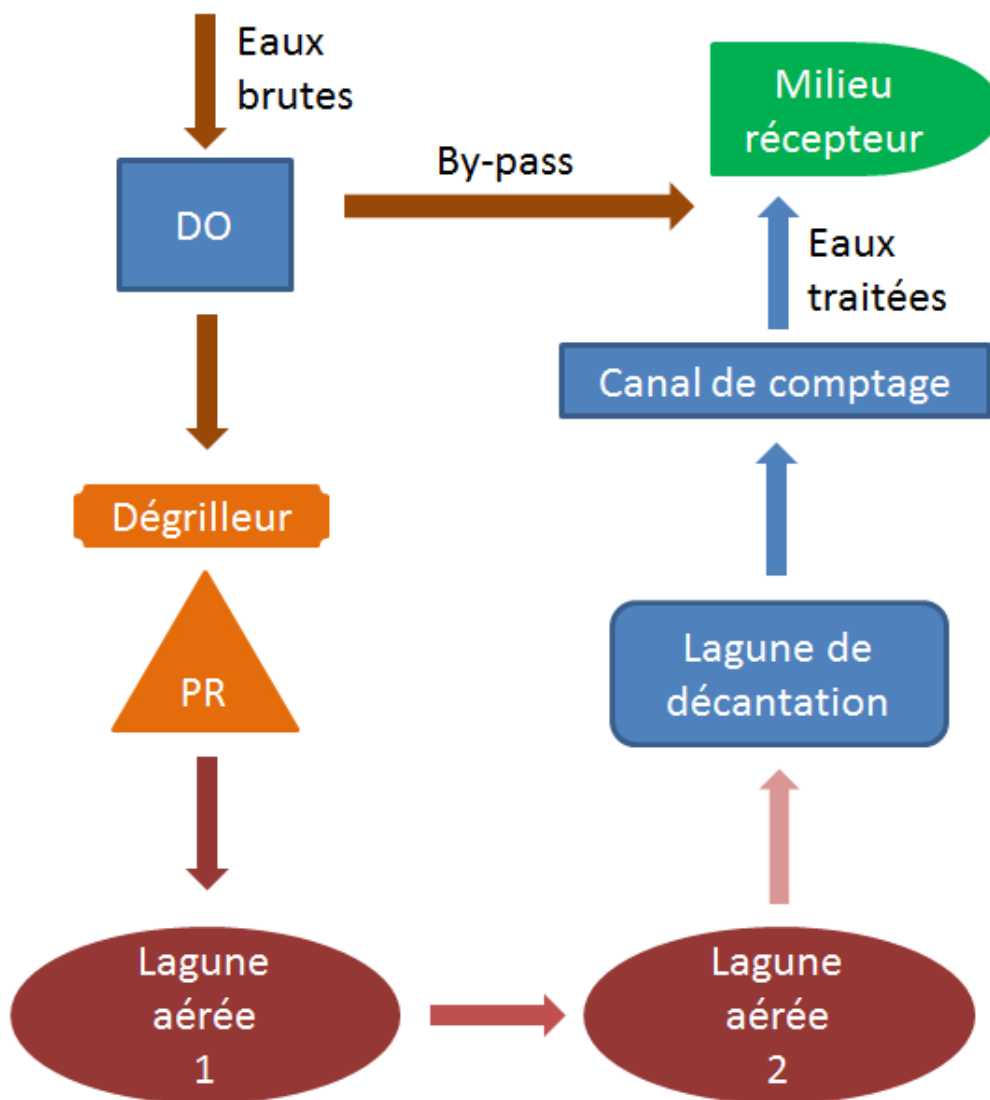 Eaux
brutes
Milieu
récepteur
By-pass
DO
Eaux
traitées
Canal de comptage
Dégrilleur
PR
Lagune de
décantation
Lagune
aérée
1
Lagune
aérée
2